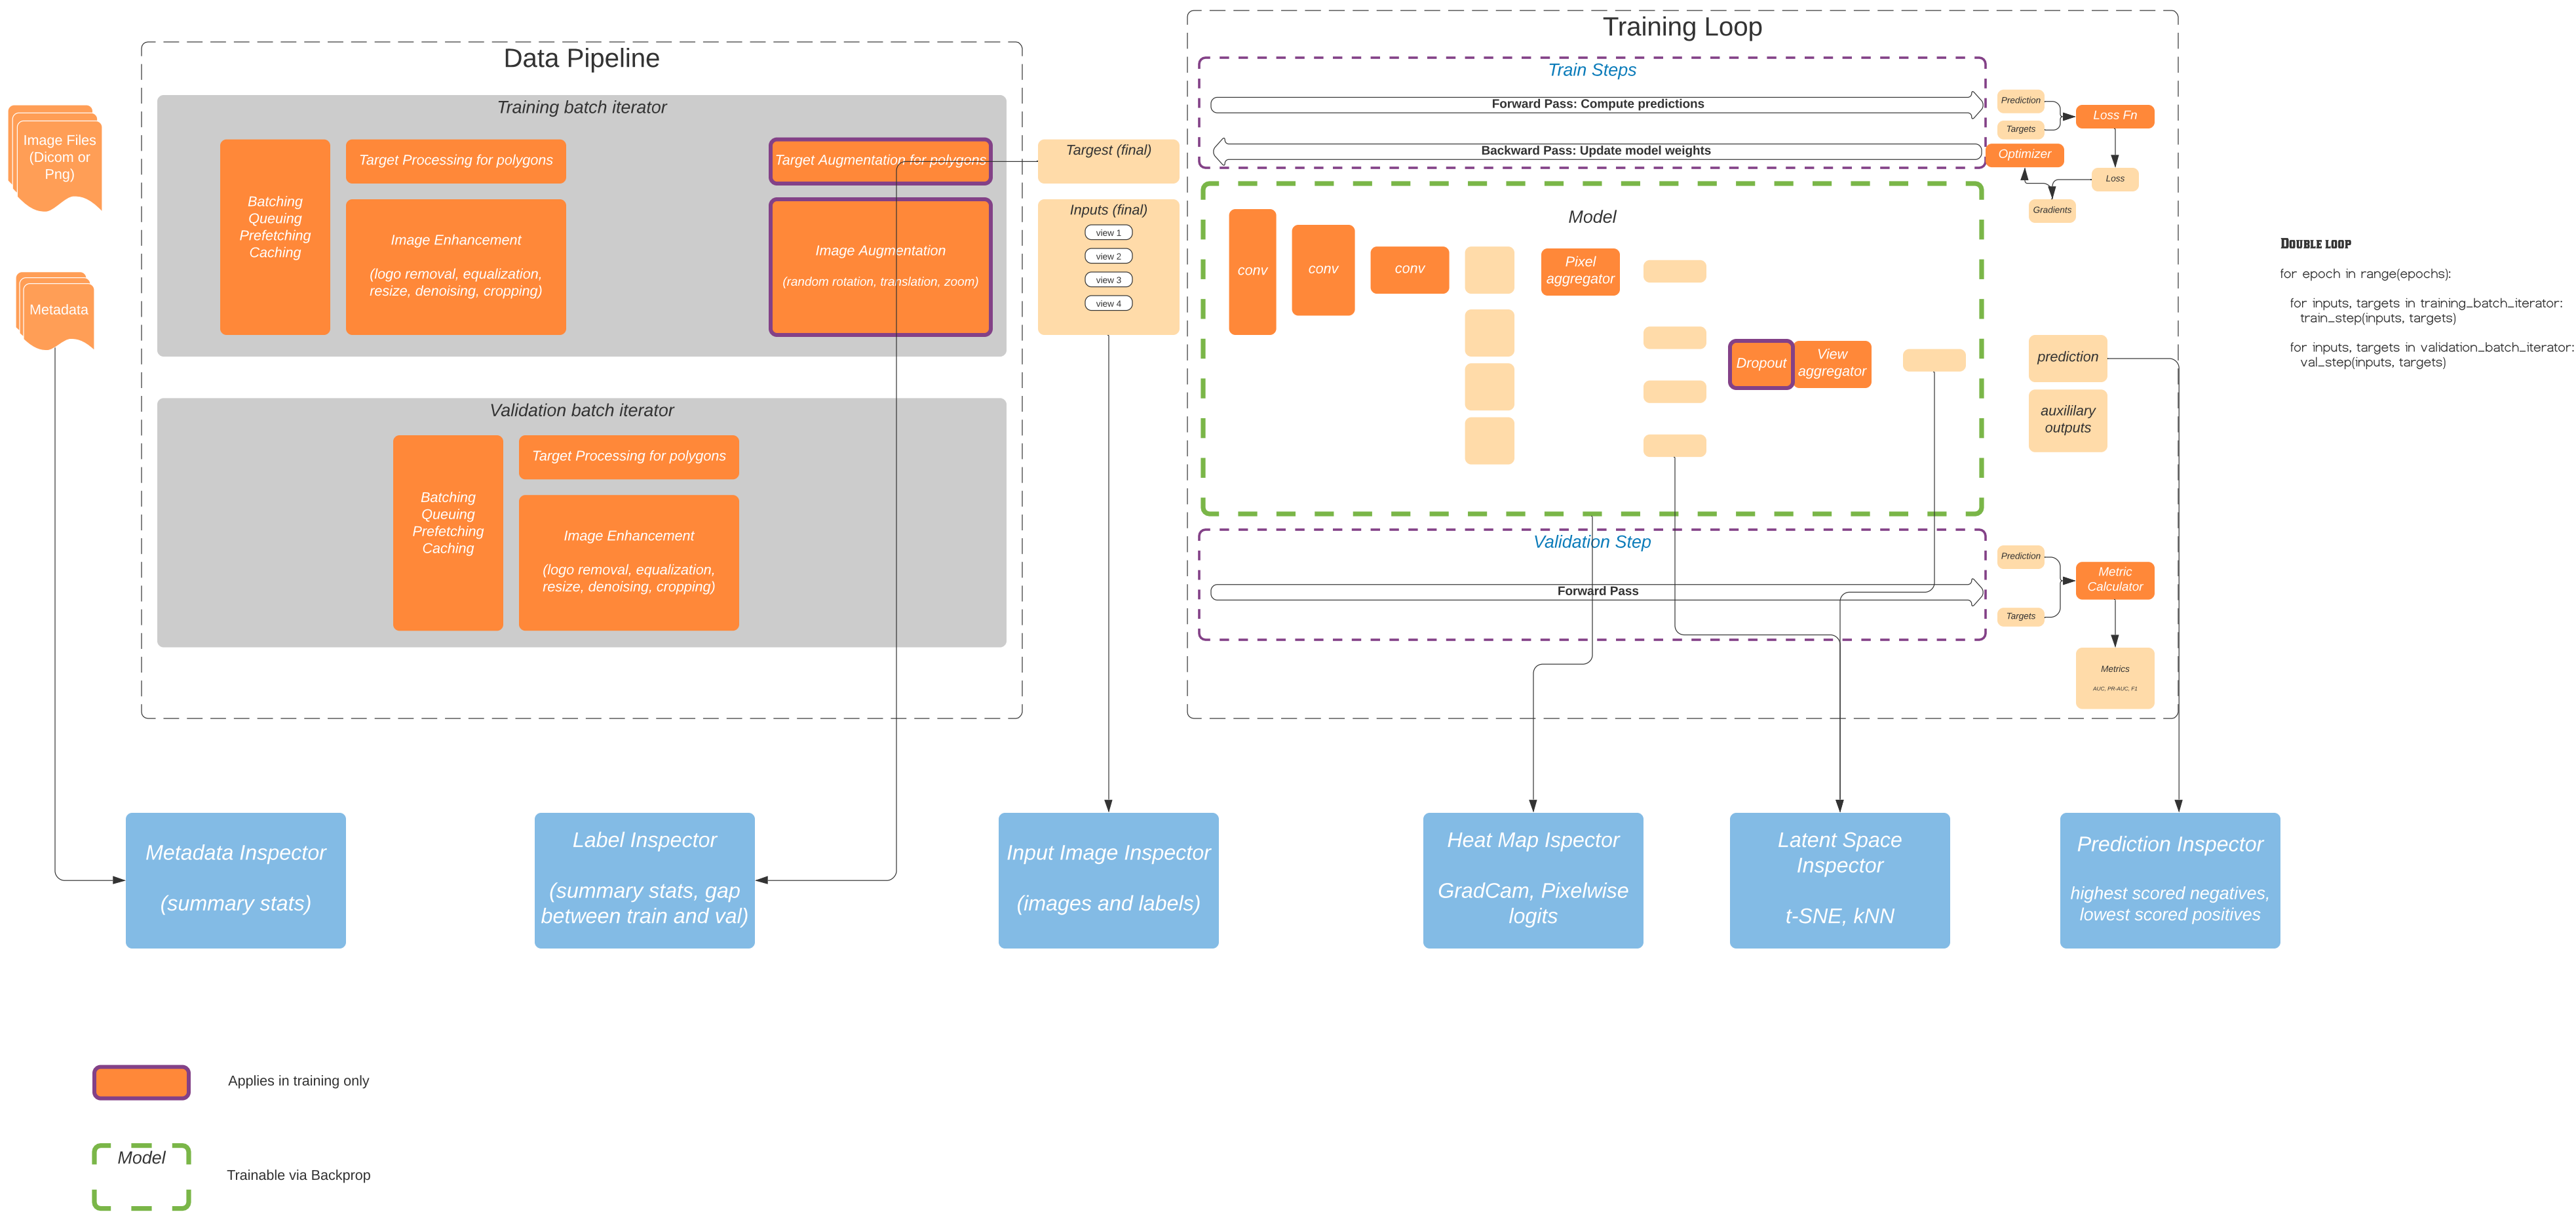 Data Pipeline
Training batch iterator
Image Files
(Dicom or
Png)
Metadata
Batching
Queuing
Prefetching
Caching
Target Processing for polygons
Image Enhancement
(logo removal, equalization,
resize, denoising, cropping)
Target Augmentation for polygons
Image Augmentation
(random rotation, translation, zoom)
Validation batch iterator
Batching
Queuing
Prefetching
Caching
Target Processing for polygons
Image Enhancement
(logo removal, equalization,
resize, denoising, cropping)
Targest (final)
Inputs (final)
view 1
view 2
view 3
view 4
Training Loop
Train Steps
Forward Pass: Compute predictions
Backward Pass: Update model weights
Prediction
Targets
Loss Fn
Optimizer
Loss
Gradients
Model
conv
conv
conv
Pixel
aggregator
Dropout
View
aggregator
prediction
auxililary
outputs
Validation Step
Forward Pass
Prediction
Targets
Metric
Calculator
Metrics
AUC, PR-AUC, F1
Double loop
for epoch in range(epochs):
for inputs, targets in training_batch_iterator:
train_step(inputs, targets)
for inputs, targets in validation_batch_iterator:
val_step(inputs, targets)
Metadata Inspector
(summary stats)
Label Inspector
(summary stats, gap
between train and val)
Input Image Inspector
(images and labels)
Heat Map Ispector
GradCam, Pixelwise
logits
Latent Space
Inspector
t-SNE, kNN
Prediction Inspector
highest scored negatives,
lowest scored positives
Applies in training only
Model
Trainable via Backprop